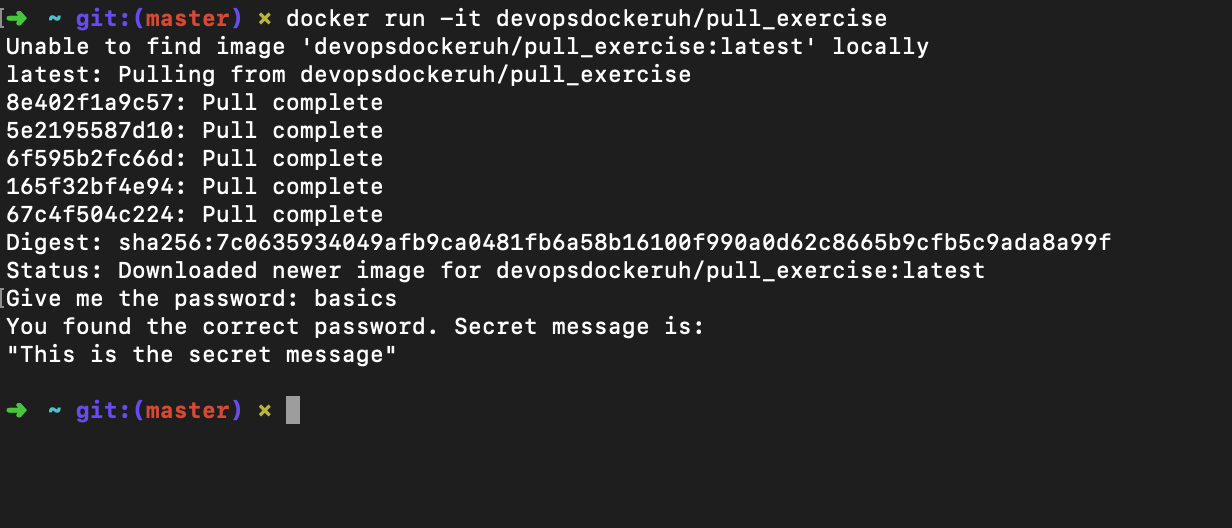 ➜ ~ git:(master) × docker run -it devopsdockeruh/pull_exercise
Unable to find image 'devopsdockeruh/pull_exercise:latest' locally
latest: Pulling from devopsdockeruh/pull_exercise
8e402f1a9c57: Pull complete
5e2195587d10: Pull complete
6f595b2fc66d: Pull complete
165f32bf4e94: Pull complete
67c4f504c224: Pull complete
Digest: sha256:7c0635934049afb9ca0481fb6a58b16100f990a0d62c8665b9cfb5c9ada8a99f
Status: Downloaded newer image for devopsdockeruh/pull_exercise:latest
Give me the password: basics
You found the correct password. Secret message is:
"This is the secret message"
➜ ~ git:(master) ×